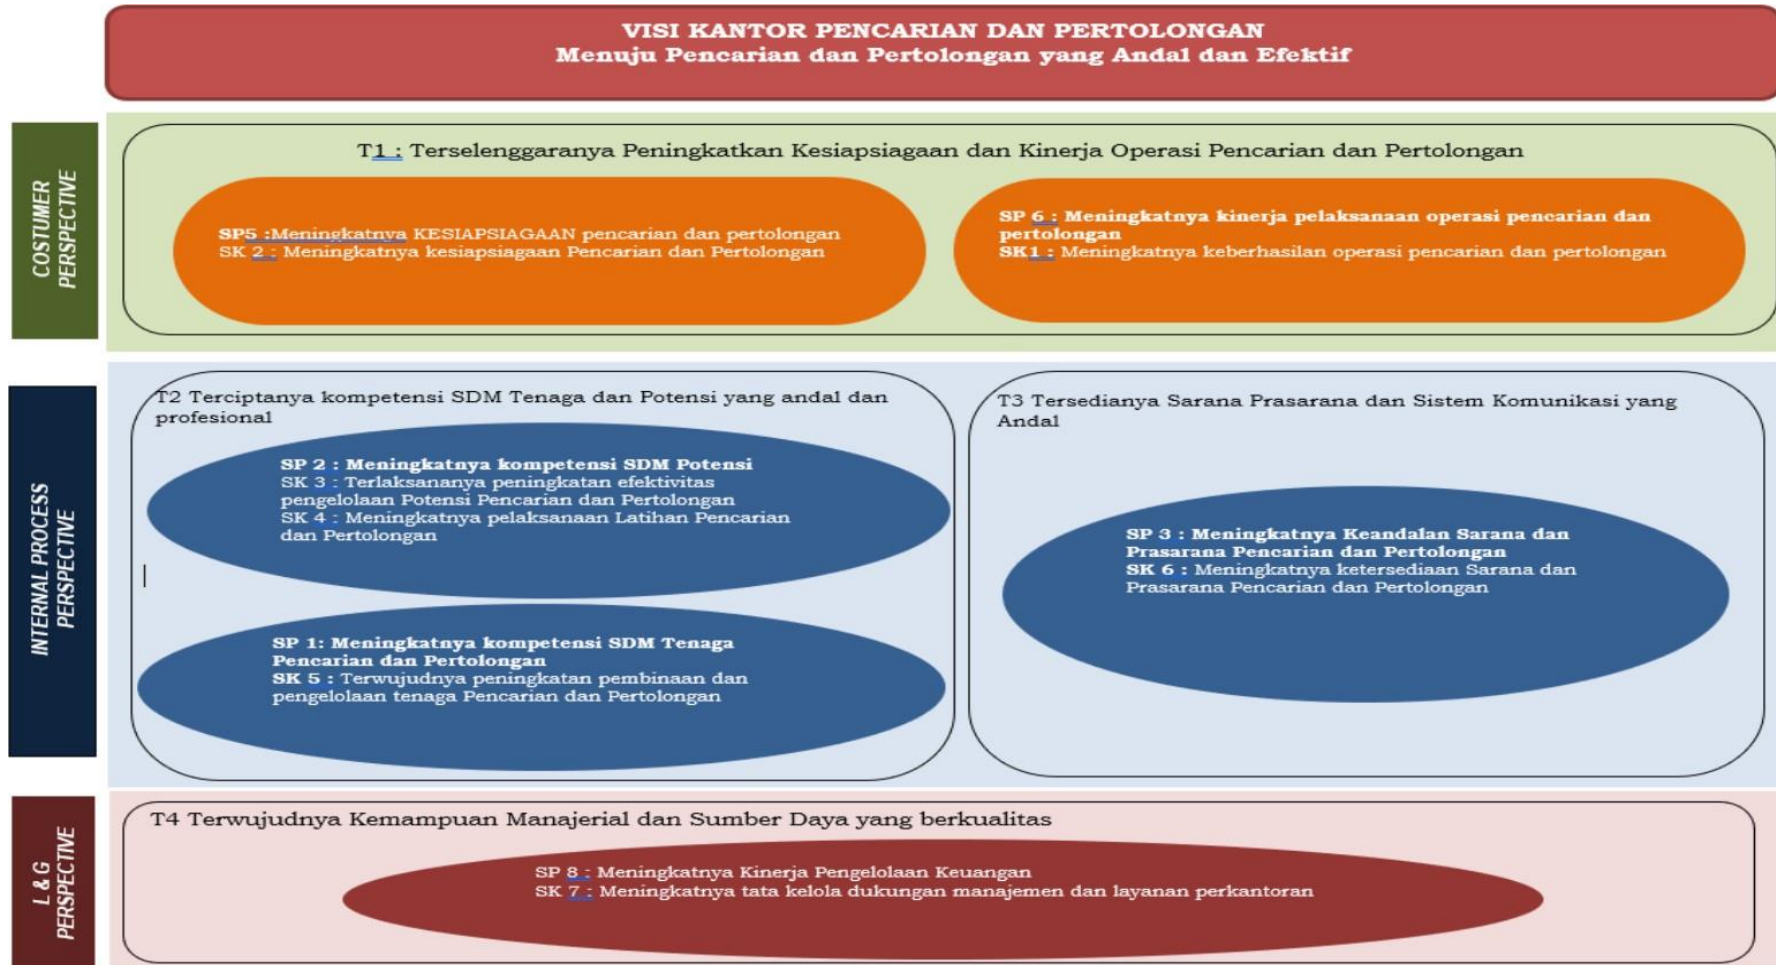 VISI KANTOR PENCARIAN DAN PERTOLONGAN
Menuju Pencarian dan Pertolongan yang Andal dan Efektif
COSTUMER
PERSPECTIVE
T1 : Terselenggaranya Peningkatkan Kesiapsiagaan dan Kinerja Operasi Pencarian dan Pertolongan
SP5 :Meningkatnya KESIAPSIAGAAN pencarian dan pertolongan
SK 2 : Meningkatnya kesiapsiagaan Pencarian dan Pertolongan
SP 6 : Meningkatnya kinerja pelaksanaan operasi pencarian dan
pertolongan
SK1 : Meningkatnya keberhasilan operasi pencarian dan pertolongan
INTERNAL PROCESS
PERSPECTIVE
T2 Terciptanya kompetensi SDM Tenaga dan Potensi yang andal dan
profesional
SP 2 : Meningkatnya kompetensi SDM Potensi
SK 3 : Terlaksananya peningkatan efektivitas
pengelolaan Potensi Pencarian dan Pertolongan
SK 4 : Meningkatnya pelaksanaan Latihan Pencarian
dan Pertolongan
SP 1: Meningkatnya kompetensi SDM Tenaga
Pencarian dan Pertolongan
SK 5 : Terwujudnya peningkatan pembinaan dan
pengelolaan tenaga Pencarian dan Pertolongan
T3 Tersedianya Sarana Prasarana dan Sistem Komunikasi yang
Andal
SP 3 : Meningkatnya Keandalan Sarana dan
Prasarana Pencarian dan Pertolongan
SK 6 : Meningkatnya ketersediaan Sarana dan
Prasarana Pencarian dan Pertolongan
L & G
PERSPECTIVE
T4 Terwujudnya Kemampuan Manajerial dan Sumber Daya yang berkualitas
SP 8 : Meningkatnya Kinerja Pengelolaan Keuangan
SK 7 : Meningkatnya tata kelola dukungan manajemen dan layanan perkantoran